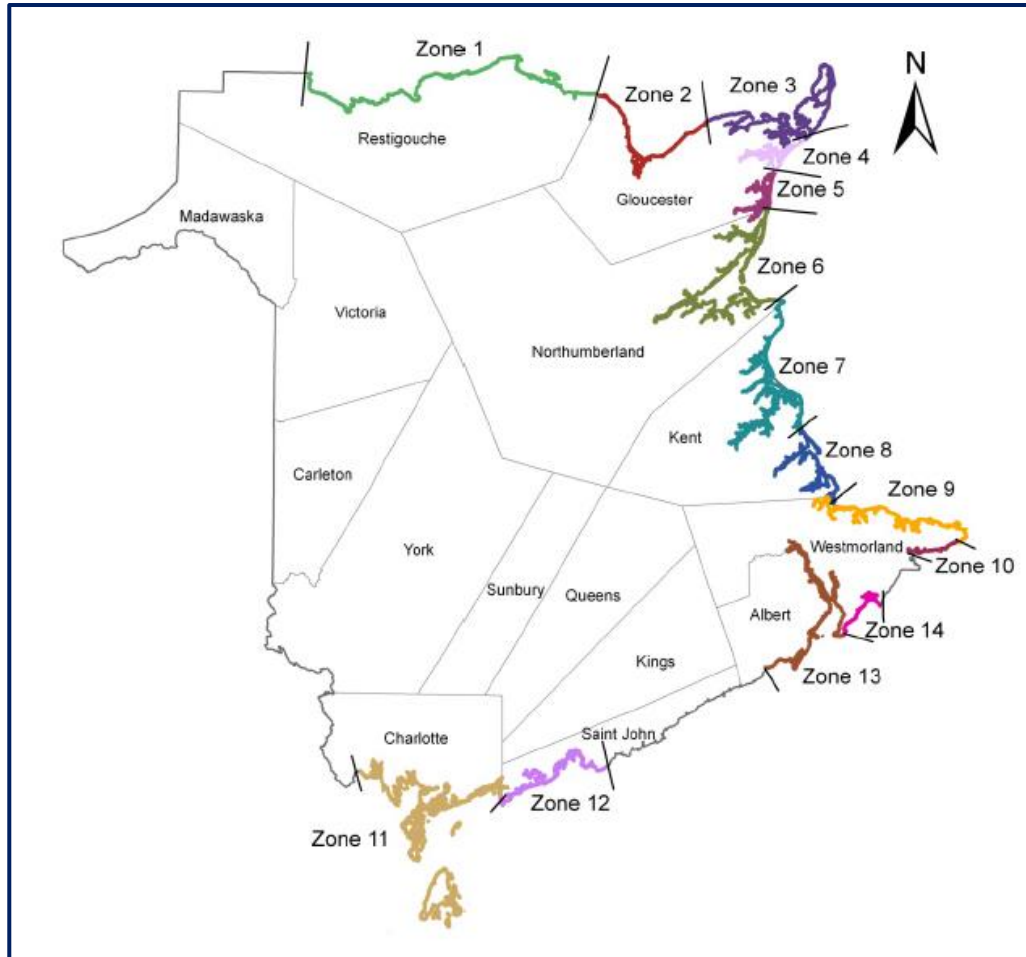 Zone 1
N
Zone 3
Zone 2
Restigouche
Zone 4
Zone 5
Gloucester
Madawaska
Zone 6
Victoria
Northumberland
Zone 7
Kent
Zone 8
Carleton
Zone 9
York
Westmorland
Zone 10
Sunbury
Queens
Albert
Zone 14
Kings
Zone 13
Saint John
Charlotte
Zone 12
Zone 11